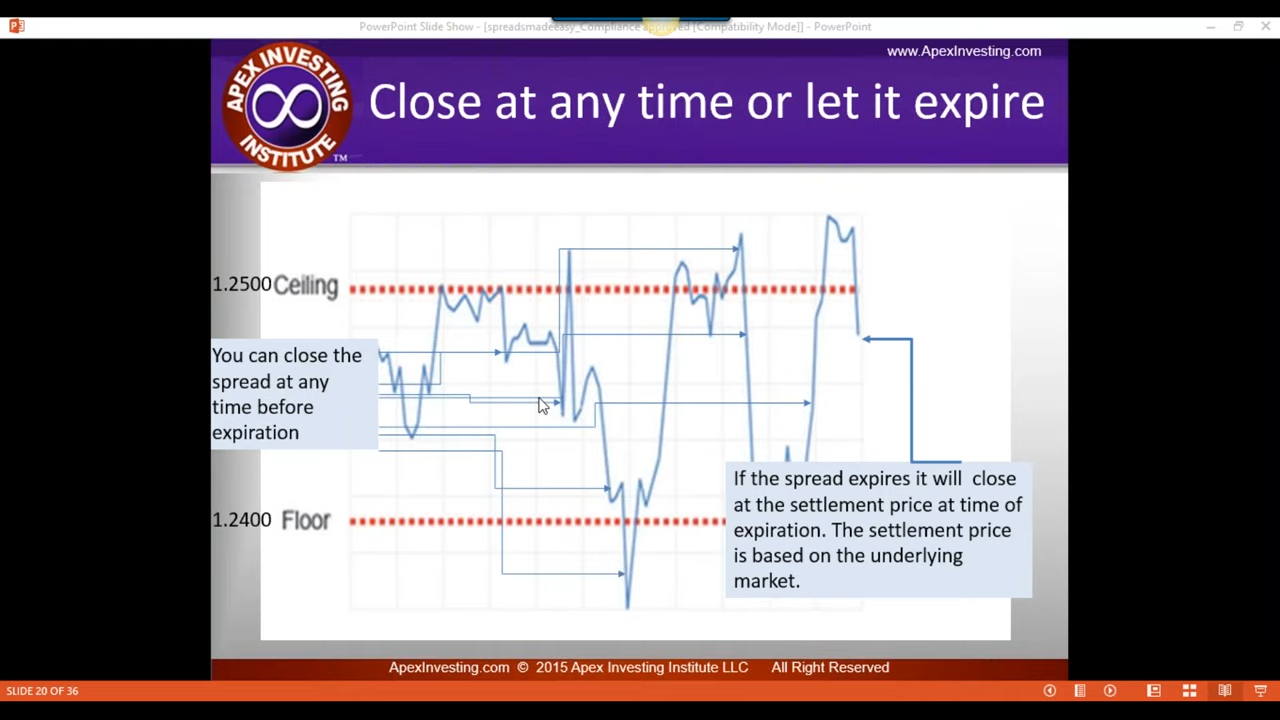 PowerPoint Slide Show - [spreadsmadeeasy_Compliance approved [Compatibility Mode]] - PowerPoint
www.ApexInvesting.com
APEX INVESTING
INSTITUTE
TM
Close at any time or let it expire
1.2500 Ceiling
You can close the
spread at any
time before
expiration
If the spread expires it will close
at the settlement price at time of
expiration. The settlement price
is based on the underlying
market.
1.2400 Floor
ApexInvesting.com © 2015 Apex Investing Institute LLC All Right Reserved
SLIDE 20 OF 36